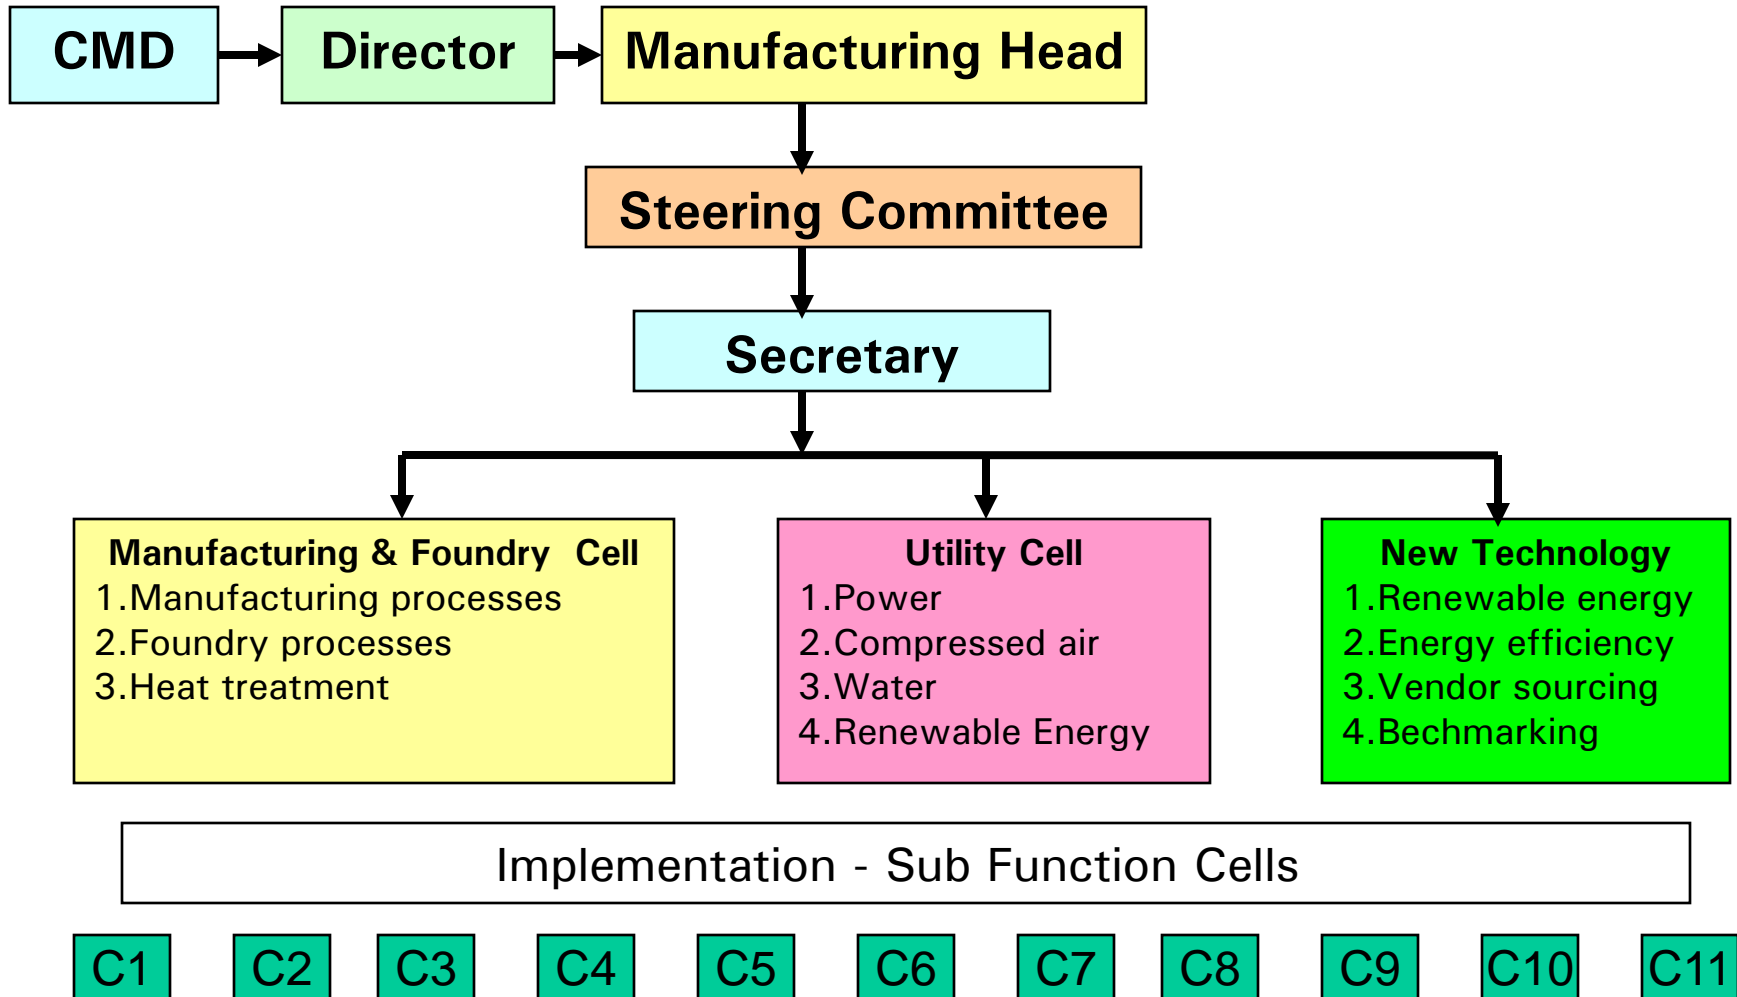 CMD
Director
Manufacturing Head
Steering Committee
Secretary
Manufacturing & Foundry Cell
1.Manufacturing processes
2.Foundry processes
3.Heat treatment
Utility Cell
1.Power
2.Compressed air
3.Water
4.Renewable Energy
New Technology
1.Renewable energy
2.Energy efficiency
3.Vendor sourcing
4.Bechmarking
Implementation - Sub Function Cells
C1
C2
C3
C4
C5
C6
C7
C8
C9
C10
C11